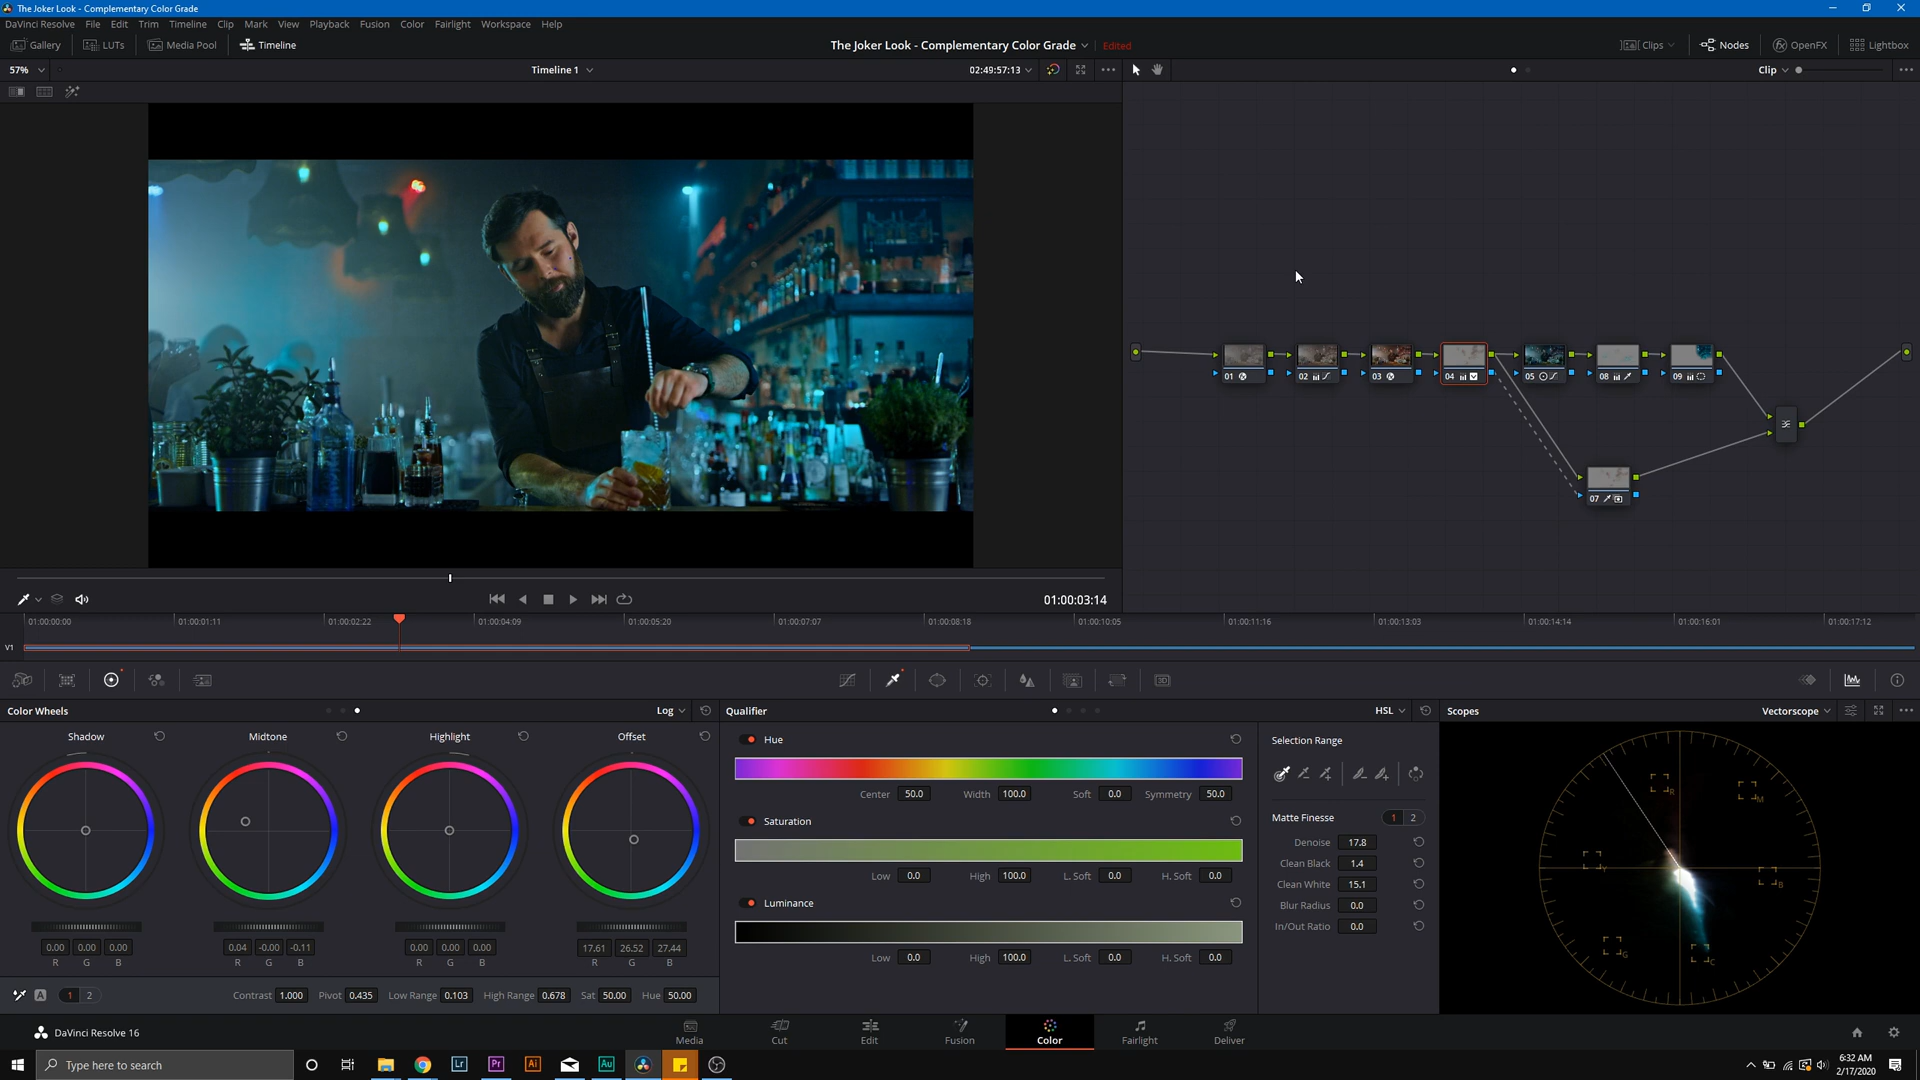 The Joker Look - Complementary Color Grade
DaVinci Resolve File Edit Trim Timeline Clip Mark View Playback Fusion Color Fairlight Workspace Help
Gallery LUTs Media Pool Timeline The Joker Look - Complementary Color Grade Edited Clips Nodes OpenFX Lightbox
57% Timeline 1 02:49:57:13 Clip
01 02 03 04 05 08 09
07
01:00:03:14
01:00:00:00 01:00:01:11 01:00:02:22 01:00:04:09 01:00:05:20 01:00:07:07 01:00:08:18 01:00:10:05 01:00:11:16 01:00:13:03 01:00:14:14 01:00:16:01 01:00:17:12
V1
Color Wheels Log Qualifier HSL Scopes Vectorscope
Shadow Midtone Highlight Offset Hue Selection Range
Center 50.0 Width 100.0 Soft 0.0 Symmetry 50.0
Saturation Matte Finesse 1 2
Denoise 17.8
Clean Black 1.4
Low 0.0 High 100.0 L. Soft 0.0 H. Soft 0.0 Clean White 15.1
Luminance Blur Radius 0.0
In/Out Ratio 0.0
R M Y B G C
0.00 0.00 0.00 0.04 -0.00 -0.11 0.00 0.00 0.00 17.61 26.52 27.44 Low 0.0 High 100.0 L. Soft 0.0 H. Soft 0.0
R G B R G B R G B R G B
A 1 2 Contrast 1.000 Pivot 0.435 Low Range 0.103 High Range 0.678 Sat 50.00 Hue 50.00
DaVinci Resolve 16 Media Cut Edit Fusion Color Fairlight Deliver
Type here to search Lr Pr Ai Au 6:32 AM
2/17/2020